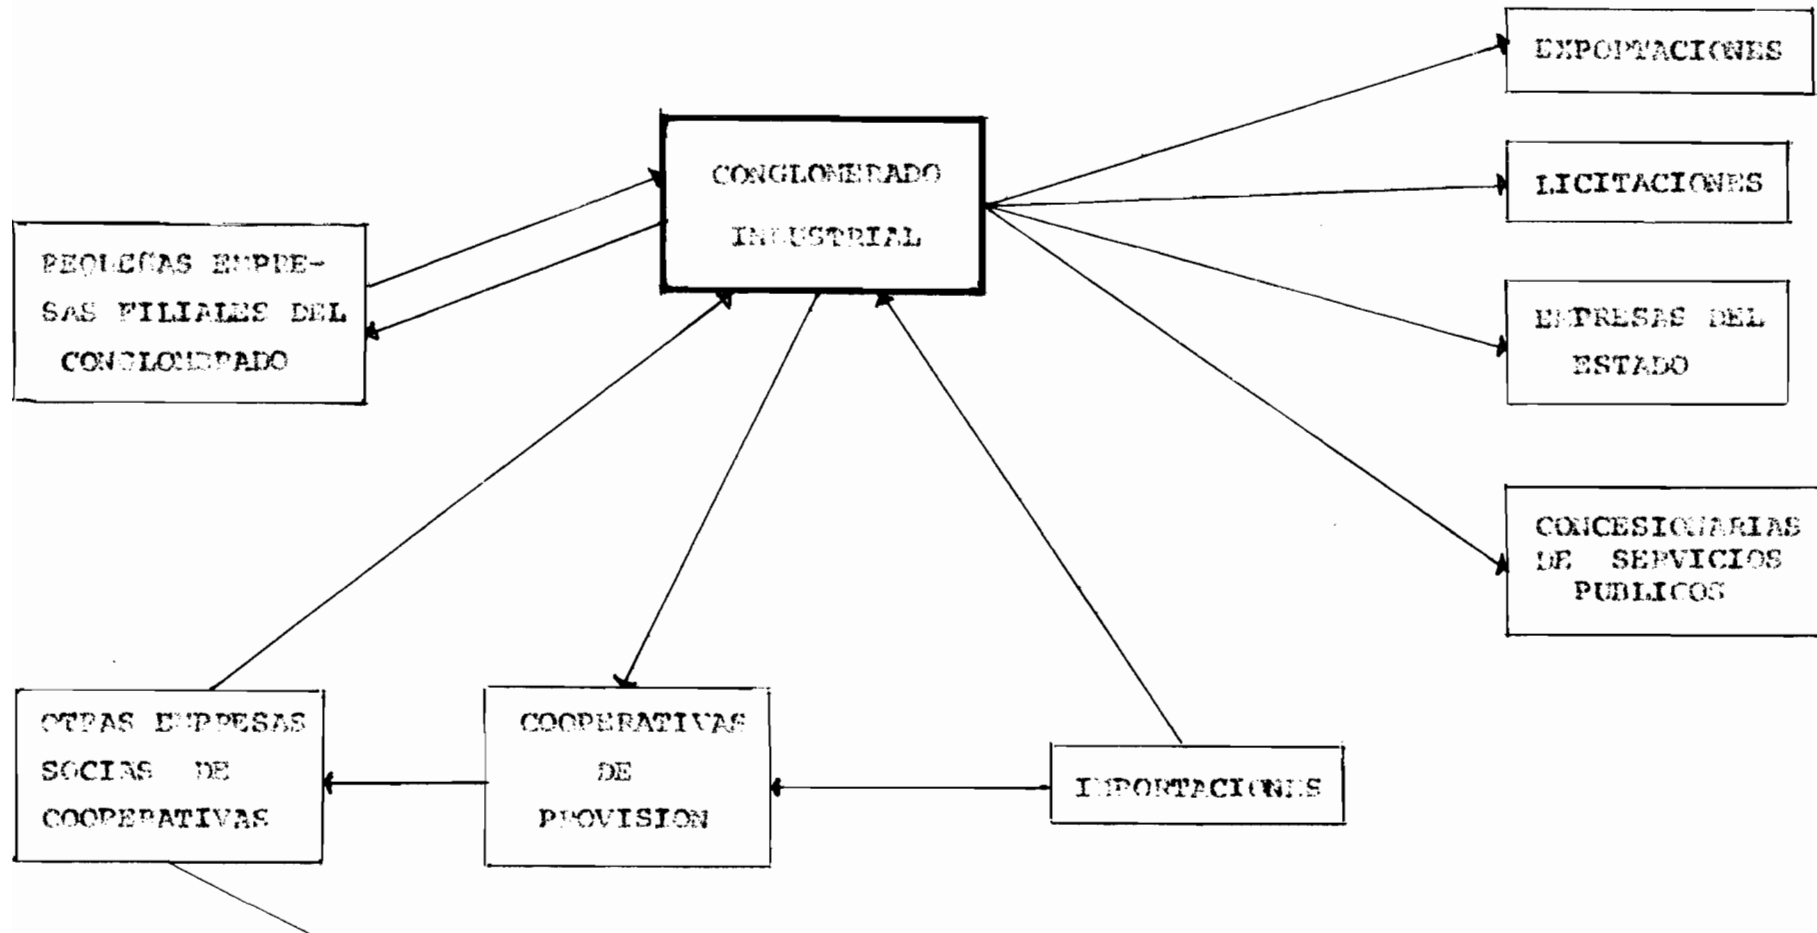 EXPORTACIONES
CONGLOMERADO
INDUSTRIAL
LICITACIONES
PEQUEÑAS EMPRE-
SAS FILIALES DEL
CONGLOMERADO
EMPRESAS DEL
ESTADO
CONCESIONARIAS
DE SERVICIOS
PUBLICOS
OTRAS EMPRESAS
SOCIAS DE
COOPERATIVAS
COOPERATIVAS
DE
PROVISION
IMPORTACIONES